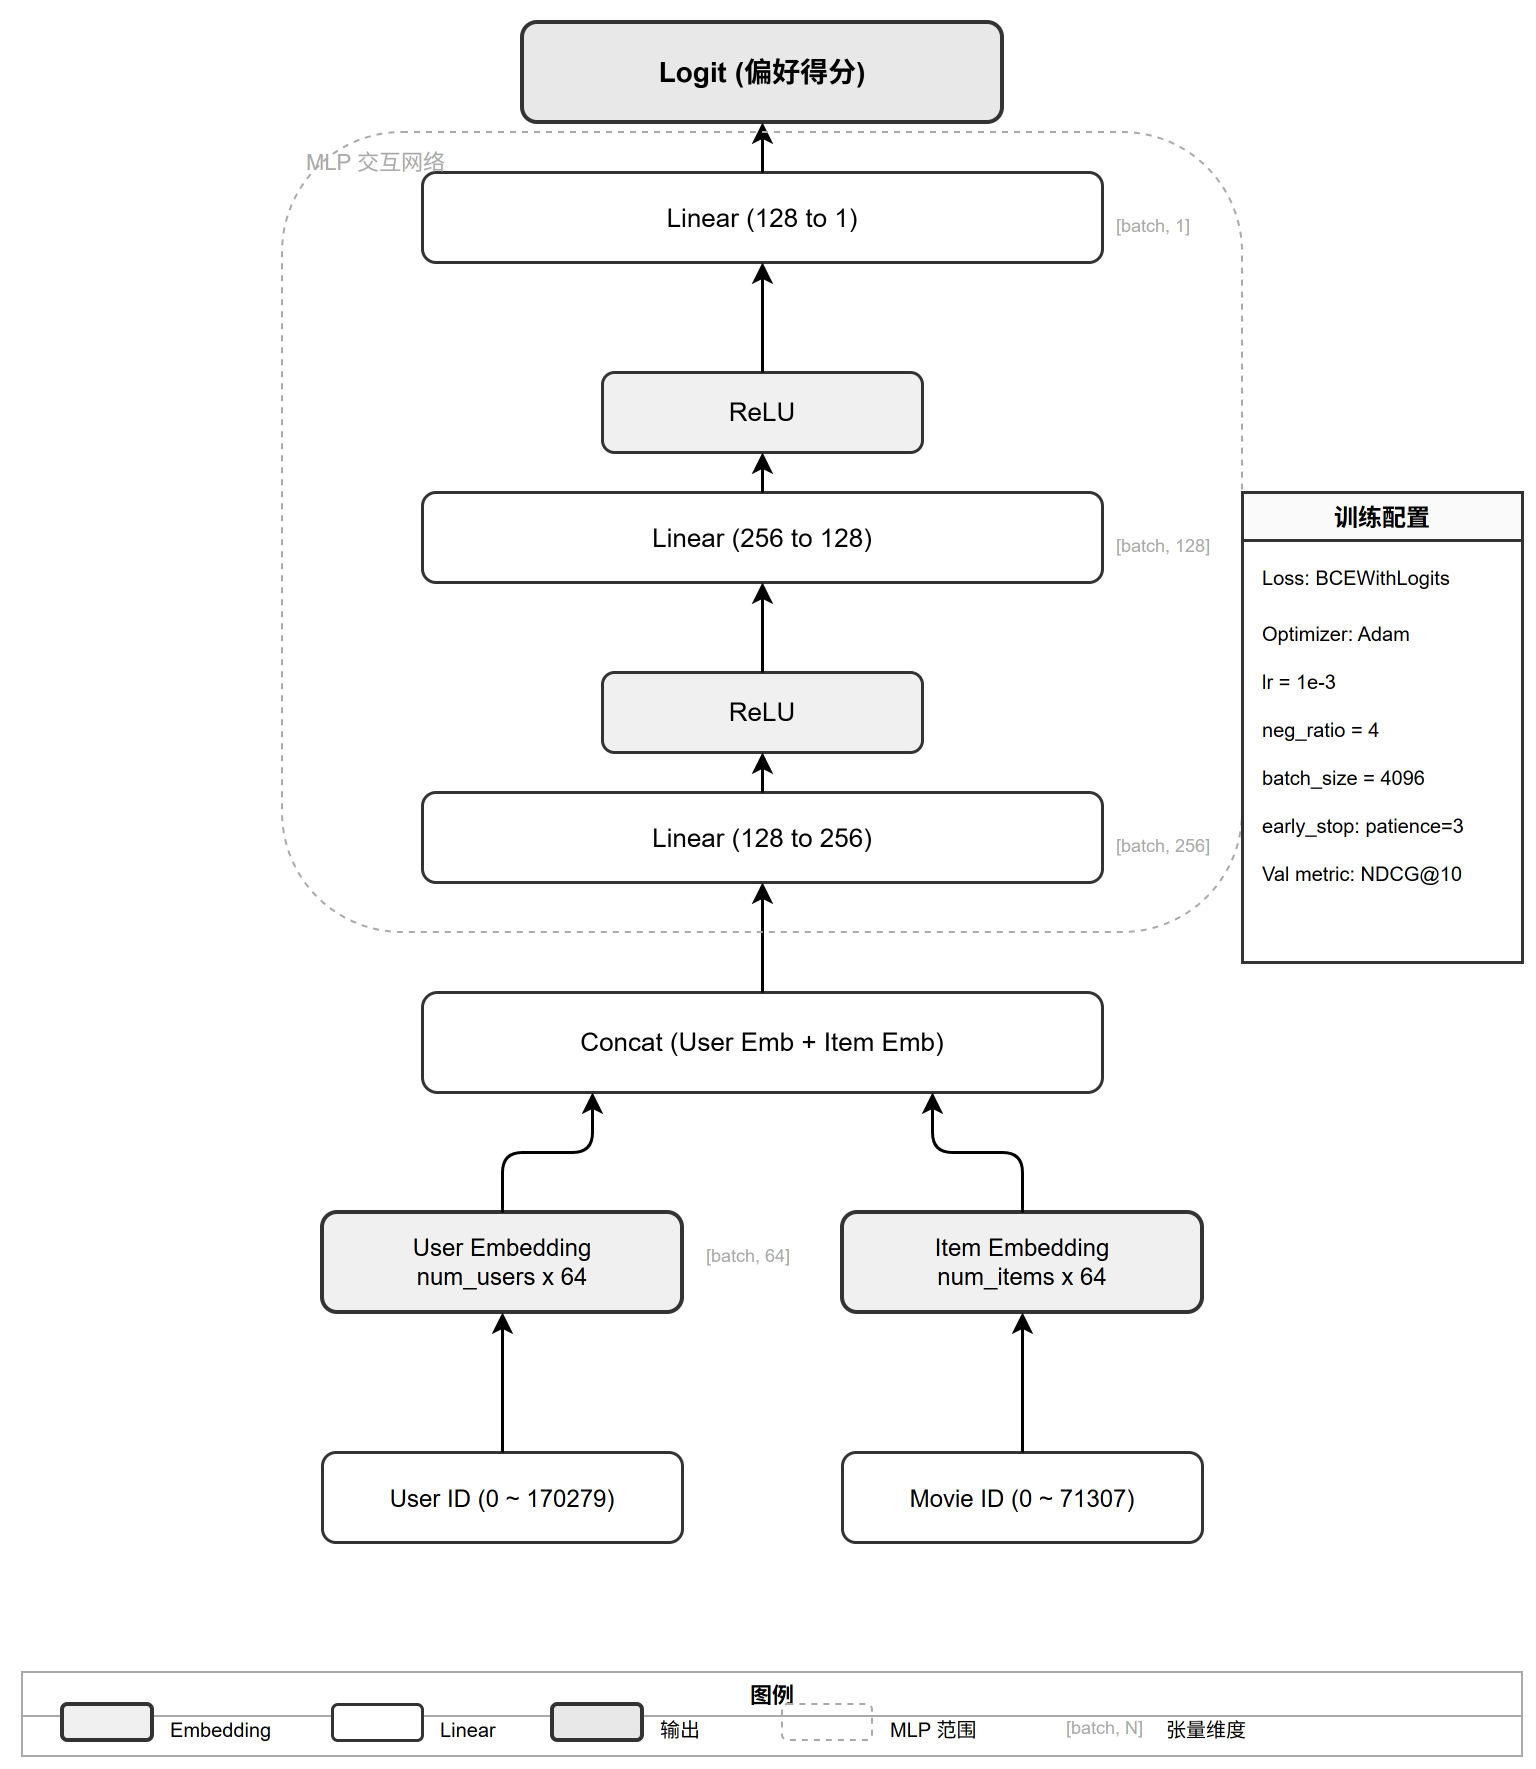 Logit (偏好得分)
MLP 交互网络
Linear (128 to 1)
[batch, 1]
ReLU
Linear (256 to 128)
[batch, 128]
ReLU
Linear (128 to 256)
[batch, 256]
训练配置
Loss: BCEWithLogits
Optimizer: Adam
lr = 1e-3
neg_ratio = 4
batch_size = 4096
early_stop: patience=3
Val metric: NDCG@10
Concat (User Emb + Item Emb)
User Embedding
num_users x 64
[batch, 64]
Item Embedding
num_items x 64
User ID (0 ~ 170279)
Movie ID (0 ~ 71307)
图例
Embedding
Linear
输出
MLP 范围
[batch, N]
张量维度